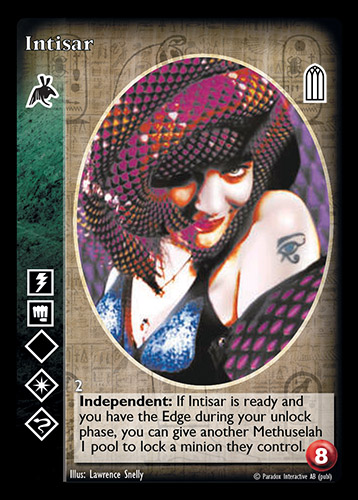 Intisar
2
Independent: If Intisar is ready and
you have the Edge during your unlock
phase, you can give another Methuselah
1 pool to lock a minion they control.
8
Illus: Lawrence Snelly
© Paradox Interactive AB (publ)